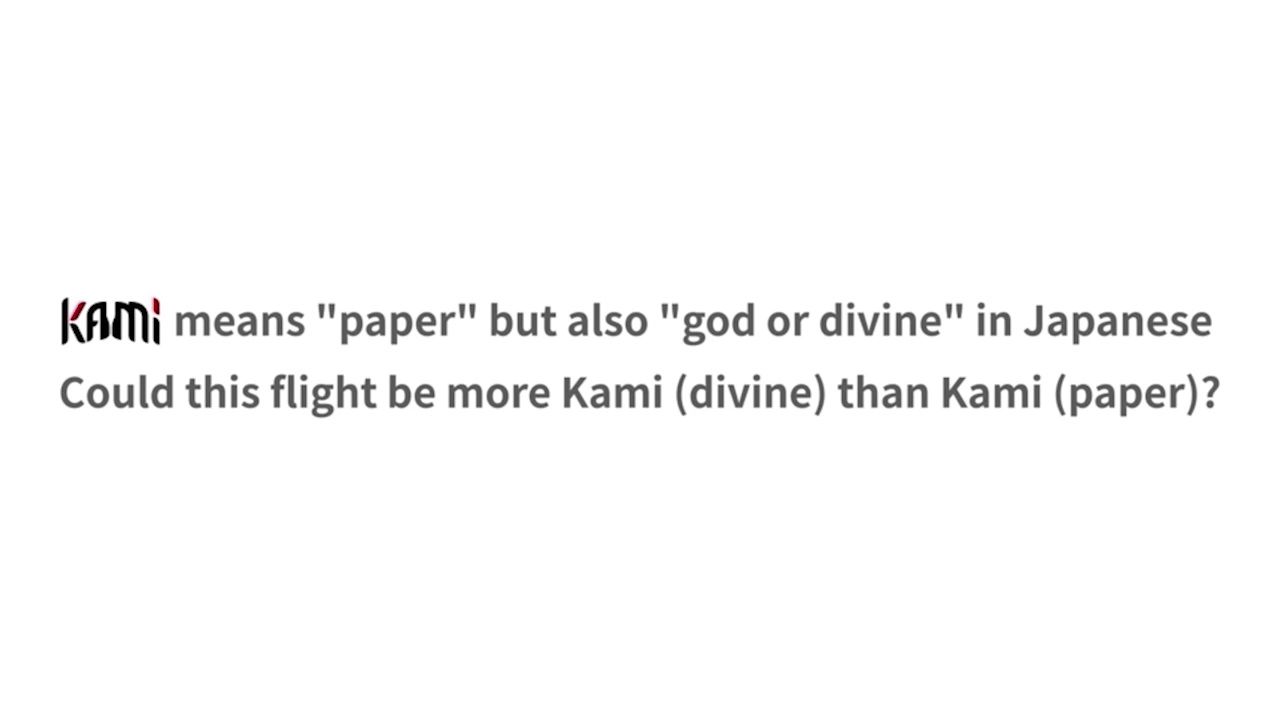 KAMi means "paper" but also "god or divine" in Japanese
Could this flight be more Kami (divine) than Kami (paper)?